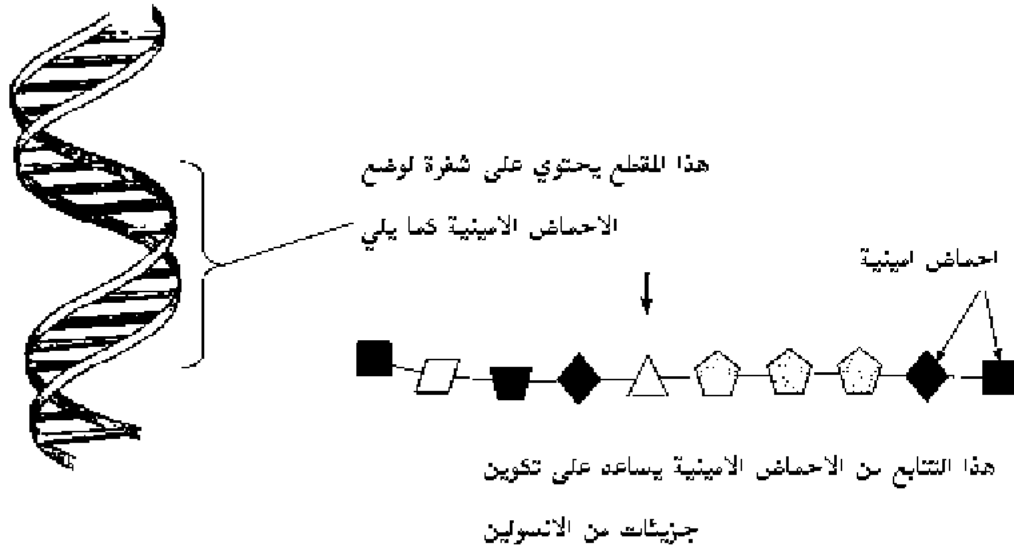 هذا المقطع يحتوي على شفرة لوضع
الاحماض الامينية كما يلي
احماض امينية
هذا التتابع من الاحماض الامينية يساعد على تكوين
جزيئات من الانسولين